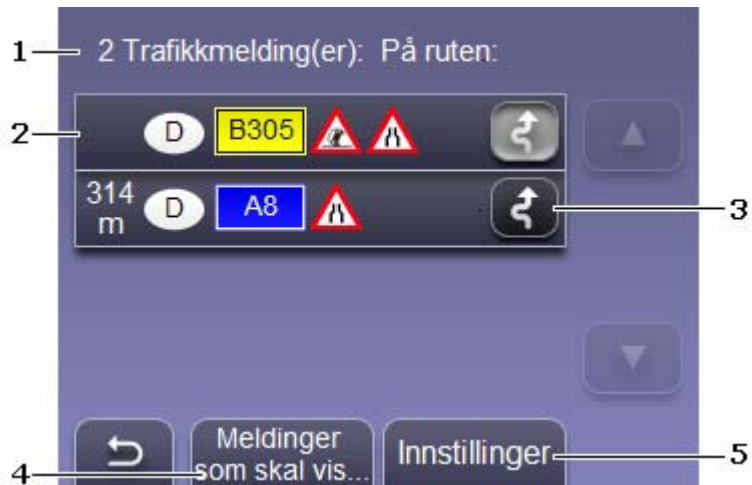 1 2 Trafikkmelding(er): På ruten:
2 D B305
314 m D A8 3
Meldinger
som skal vis...
Innstillinger
4 5